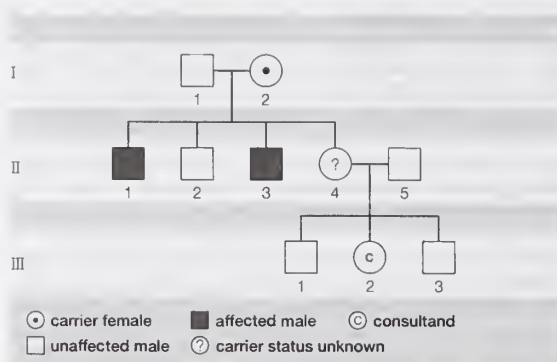 I
1 2
? 
II
1 2 3 4 5
C
III
1 2 3
carrier female affected male C consultand
unaffected male ? carrier status unknown